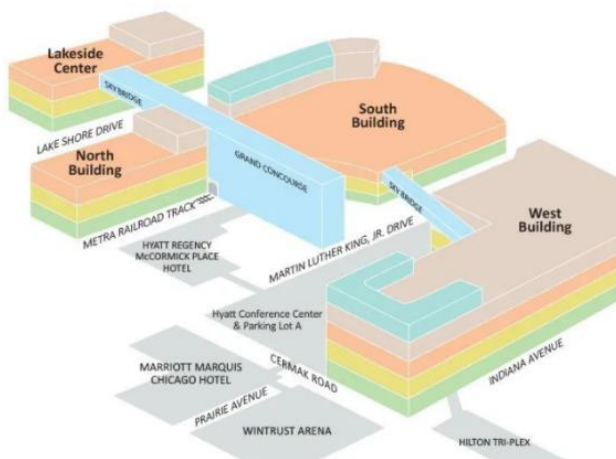 Lakeside
Center
SKYBRIDGE
LAKE SHORE DRIVE
South
Building
North
Building
GRAND CONCOURSE
SKYBRIDGE
West
Building
METRA RAILROAD TRACK
HYATT REGENCY
McCORMICK PLACE
HOTEL
MARTIN LUTHER KING, JR. DRIVE
Hyatt Conference Center
& Parking Lot A
CERMAK ROAD
INDIANA AVENUE
MARRIOTT MARQUIS
CHICAGO HOTEL
PRAIRIE AVENUE
WINTRUST ARENA
HILTON TRI-PLEX